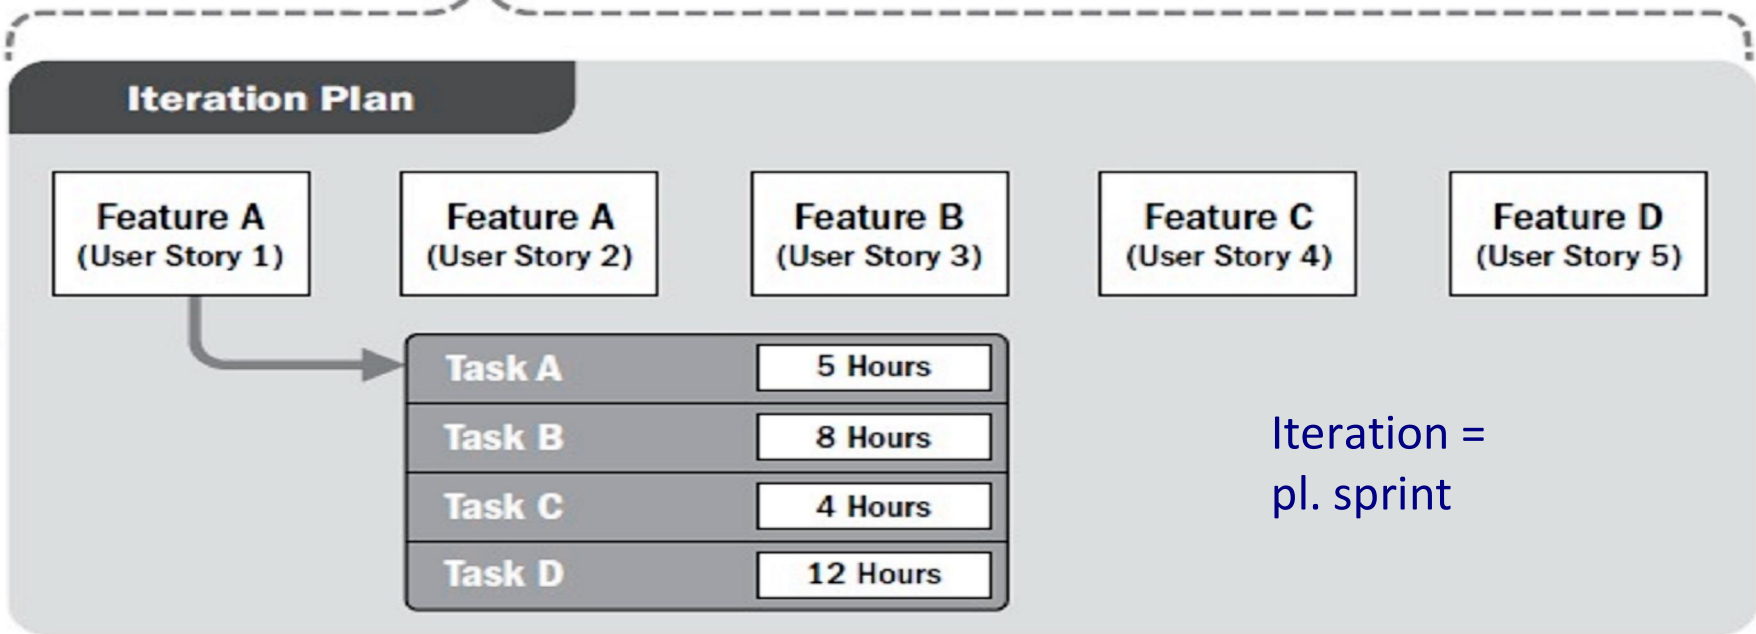 Iteration Plan
Feature A
(User Story 1)
Feature A
(User Story 2)
Feature B
(User Story 3)
Feature C
(User Story 4)
Feature D
(User Story 5)
Task A 5 Hours
Task B 8 Hours
Task C 4 Hours
Task D 12 Hours
Iteration =
pl. sprint